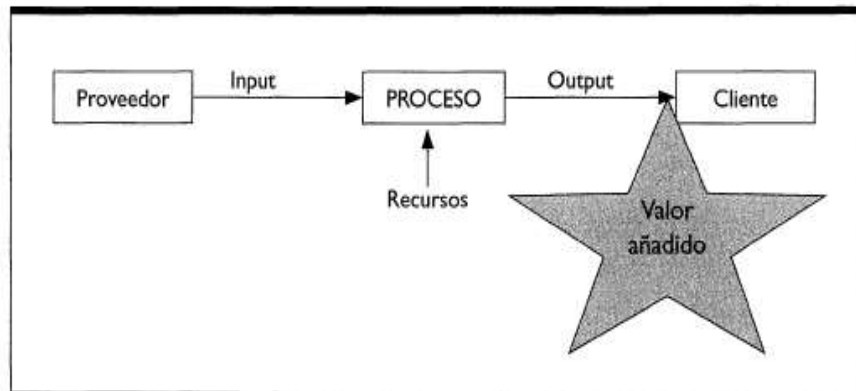 Proveedor
Input
PROCESO
Output
Cliente
Recursos
Valor
añadido